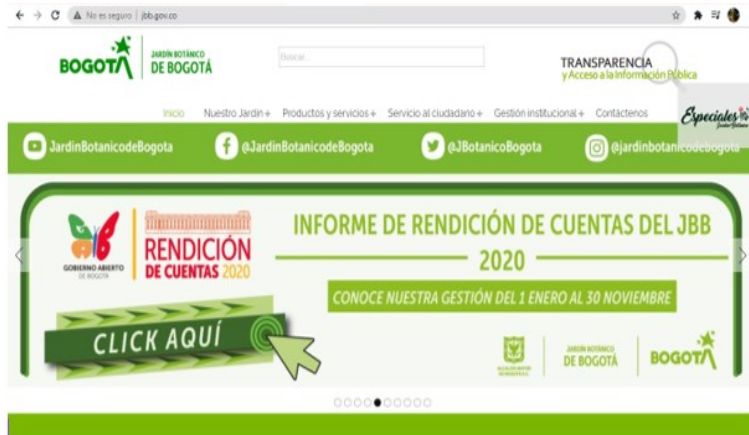 No es seguro | jbb.gov.co
BOGOTÁ
JARDÍN BOTÁNICO
DE BOGOTÁ
Buscar...
TRANSPARENCIA
y Acceso a la Información Pública
Inicio Nuestro Jardín + Productos y servicios + Servicio al ciudadano + Gestión institucional + Contáctenos
Especiales
JardinBotanicodeBogota @JardinBotanicodeBogota @JBotanicoBogota @jardinbotanicodebogota
GOBIERNO ABIERTO
DE BOGOTÁ
RENDICIÓN
DE CUENTAS 2020
INFORME DE RENDICIÓN DE CUENTAS DEL JBB
2020
CONOCE NUESTRA GESTIÓN DEL 1 ENERO AL 30 NOVIEMBRE
CLICK AQUÍ
JARDÍN BOTÁNICO
DE BOGOTÁ
BOGOTÁ